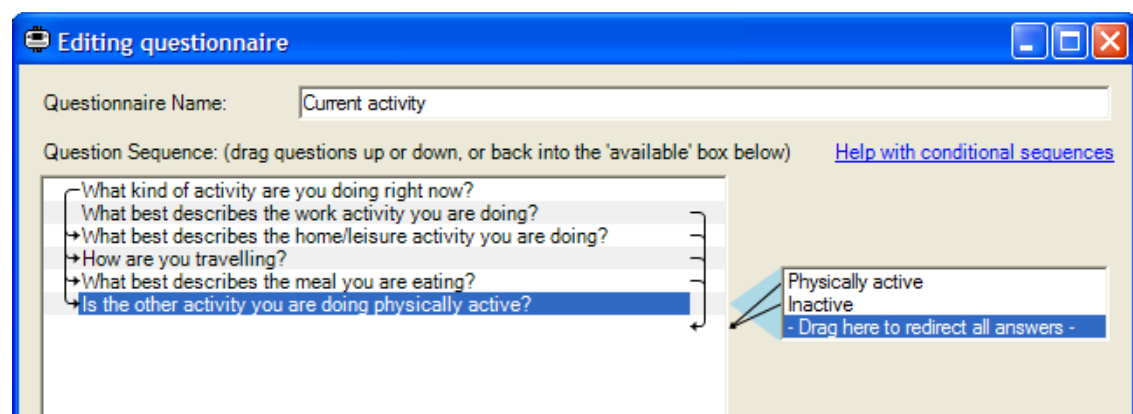 Editing questionnaire
Questionnaire Name: Current activity
Question Sequence: (drag questions up or down, or back into the 'available' box below) Help with conditional sequences
What kind of activity are you doing right now?
What best describes the work activity you are doing?
What best describes the home/leisure activity you are doing?
How are you travelling?
What best describes the meal you are eating?
Is the other activity you are doing physically active?
Physically active
Inactive
- Drag here to redirect all answers -